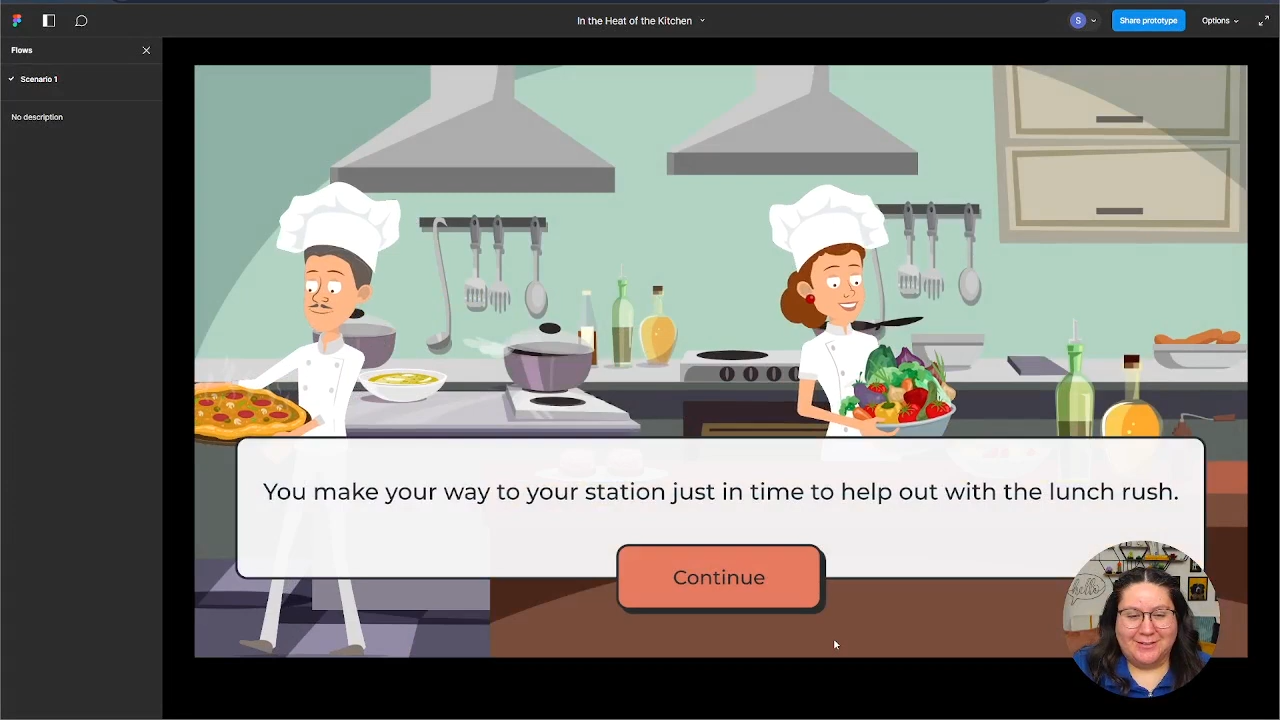 In the Heat of the Kitchen
S
Share prototype
Options
Flows
Scenario 1
No description
You make your way to your station just in time to help out with the lunch rush.
Continue
hello